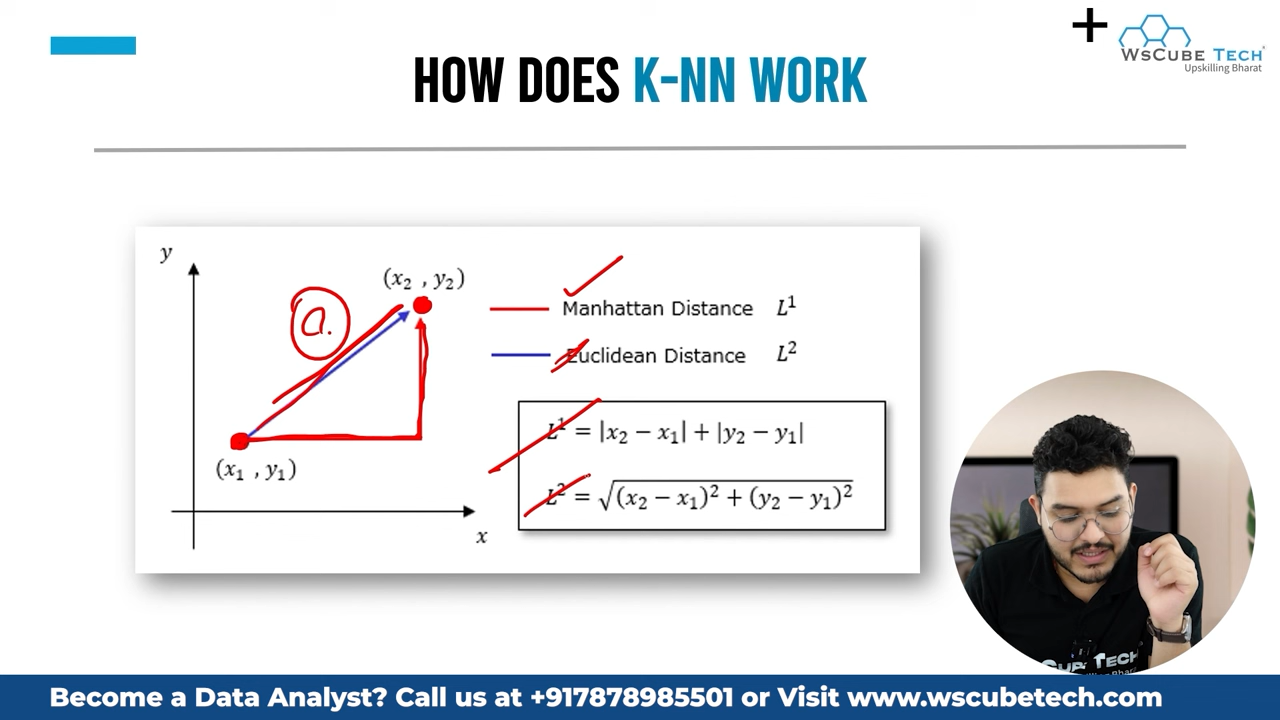 WsCube Tech
Upskilling Bharat
HOW DOES K-NN WORK
y
(x₂ , y₂)
a.
Manhattan Distance L¹
Euclidean Distance L²
L¹ = |x₂ − x₁| + |y₂ − y₁|
(x₁ , y₁)
L² = √(x₂ − x₁)² + (y₂ − y₁)²
x
Become a Data Analyst? Call us at +917878985501 or Visit www.wscubetech.com